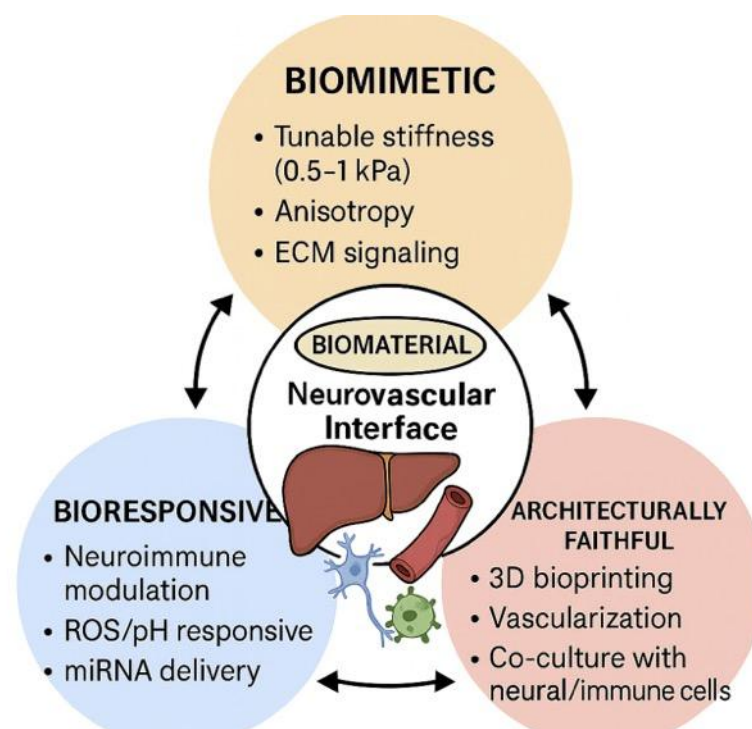 BIOMIMETIC
• Tunable stiffness
(0.5–1 kPa)
• Anisotropy
• ECM signaling
BIOMATERIAL
Neurovascular
Interface
BIORESPONSIVE
• Neuroimmune
modulation
• ROS/pH responsive
• miRNA delivery
ARCHITECTURALLY
FAITHFUL
• 3D bioprinting
• Vascularization
• Co-culture with
neural/immune cells